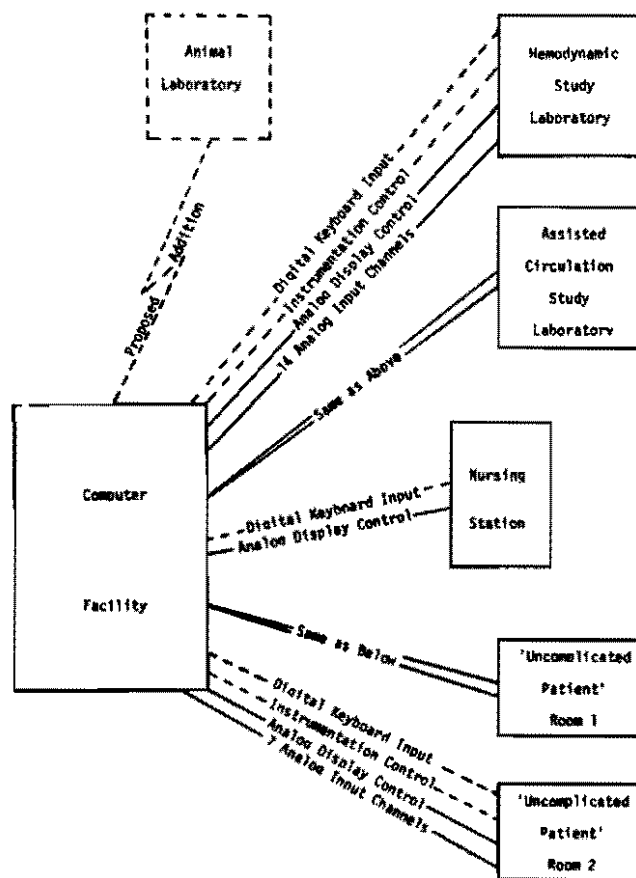 Animal
Laboratory
Hemodynamic
Study
Laboratory
Proposed Addition
Digital Keyboard Input
Instrumentation Control
Analog Display Control
14 Analog Input Channels
Assisted
Circulation
Study
Laboratory
Same as Above
Computer
Facility
Digital Keyboard Input
Analog Display Control
Nursing
Station
Same as Below
'Uncomplicated
Patient'
Room 1
Digital Keyboard Input
Instrumentation Control
Analog Display Control
7 Analog Input Channels
'Uncomplicated
Patient'
Room 2